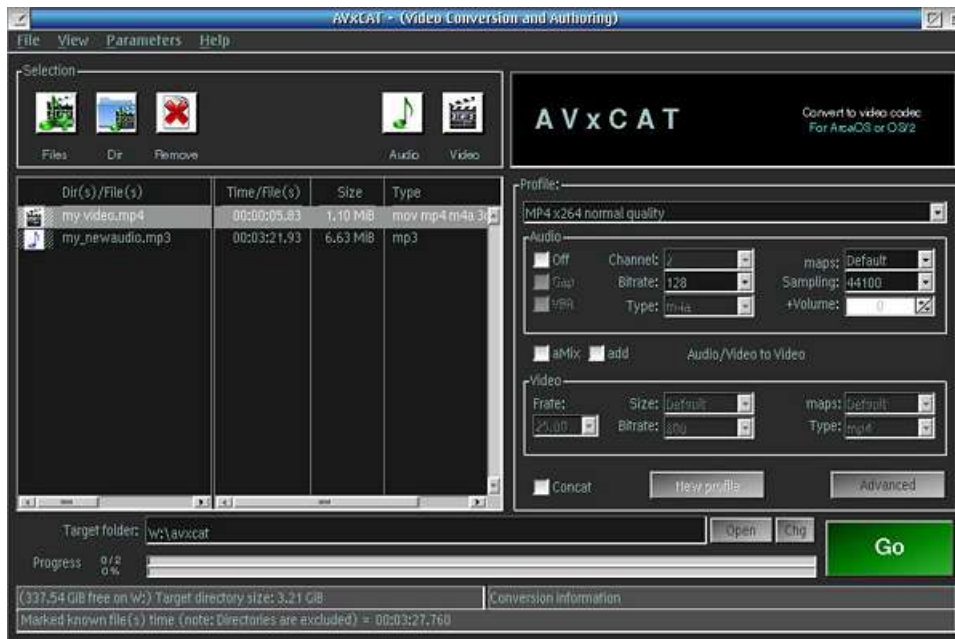 AVxCAT - (Video Conversion and Authoring)
File View Parameters Help
Selection
Files Dir Remove Audio Video
AVxCAT
Convert to video codec
For ArcaOS or OS/2
Dir(s)/File(s) Time/File(s) Size Type
my video.mp4 00:00:05.83 1.10 MiB mov mp4 m4a
my_newaudio.mp3 00:03:21.93 6.63 MiB mp3
Profile:
MP4 x264 normal quality
Audio
Off Channel: 2 maps: Default
Gap Bitrate: 128 Sampling: 44100
VBR Type: m4a +Volume: 0
aMix add Audio/Video to Video
Video
Frate: Size: Default maps: Default
25.00 Bitrate: 800 Type: mp4
Concat New profile Advanced
Target folder: W:\avxcat Open Chg
Go
Progress 0/2
0%
(337.54 GiB free on W:) Target directory size: 3.21 GiB Conversion information
Marked known file(s) time (note: Directories are excluded) = 00:03:27.760